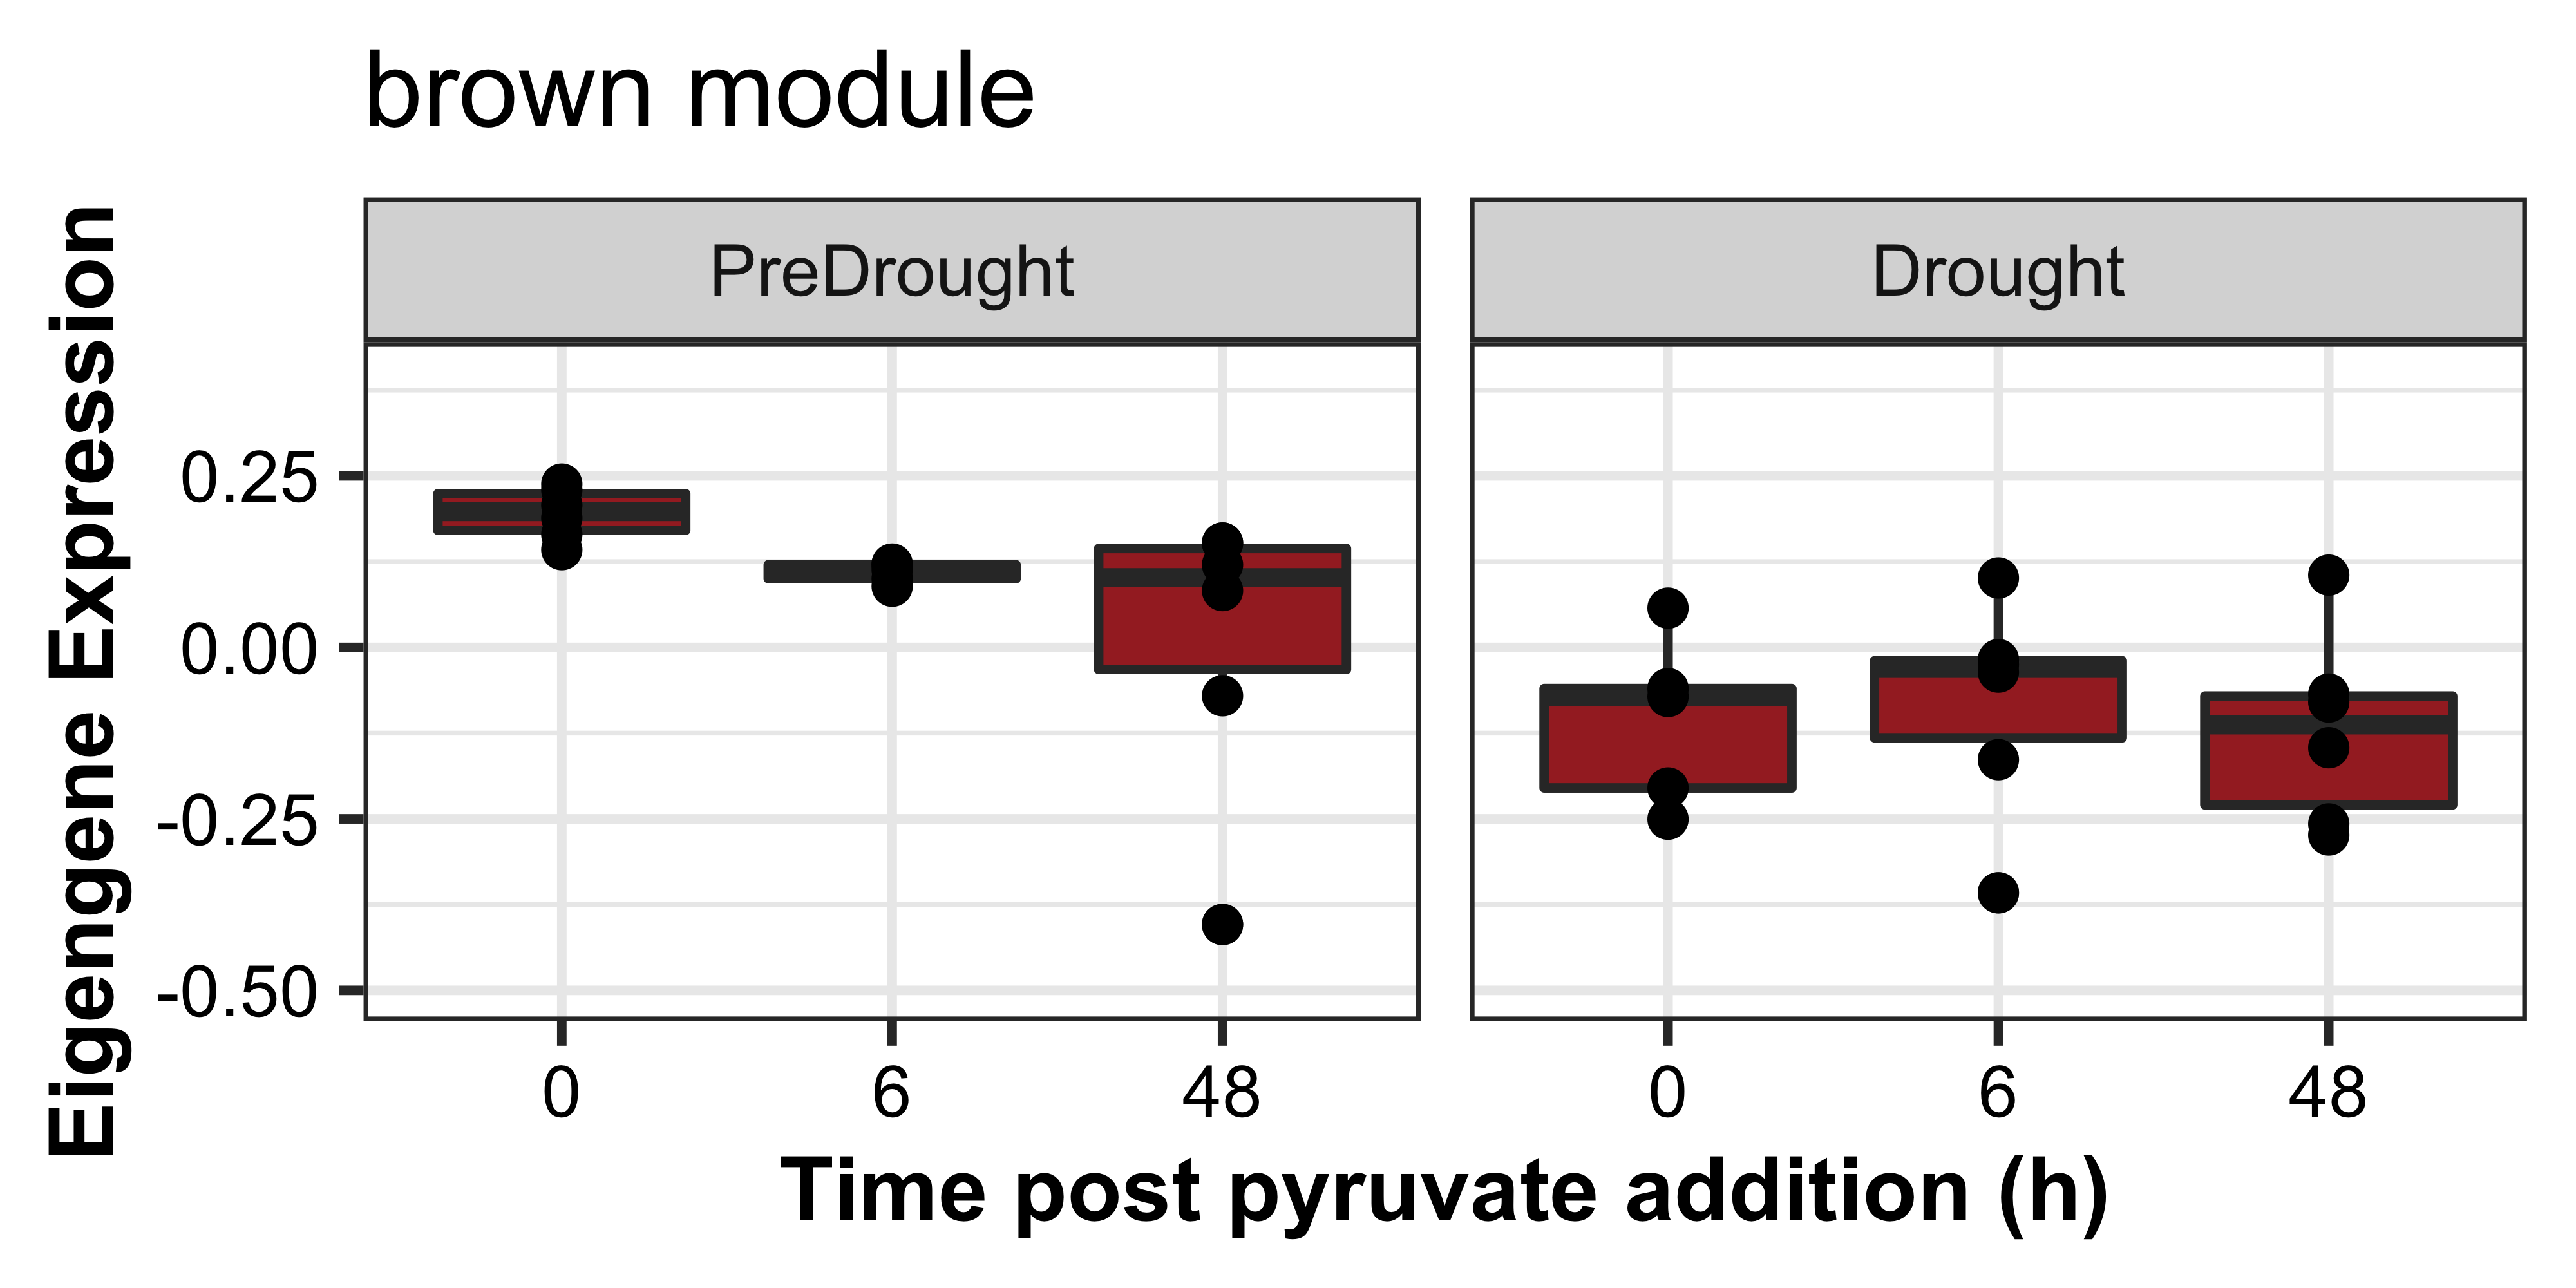 brown module
PreDrought
Drought
Eigengene Expression
0.25
0.00
-0.25
-0.50
0
6
48
0
6
48
Time post pyruvate addition (h)